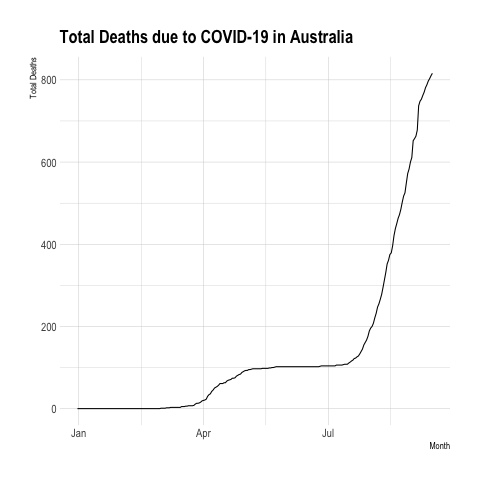 Total Deaths due to COVID-19 in Australia
Total Deaths
800
600
400
200
0
Jan Apr Jul
Month